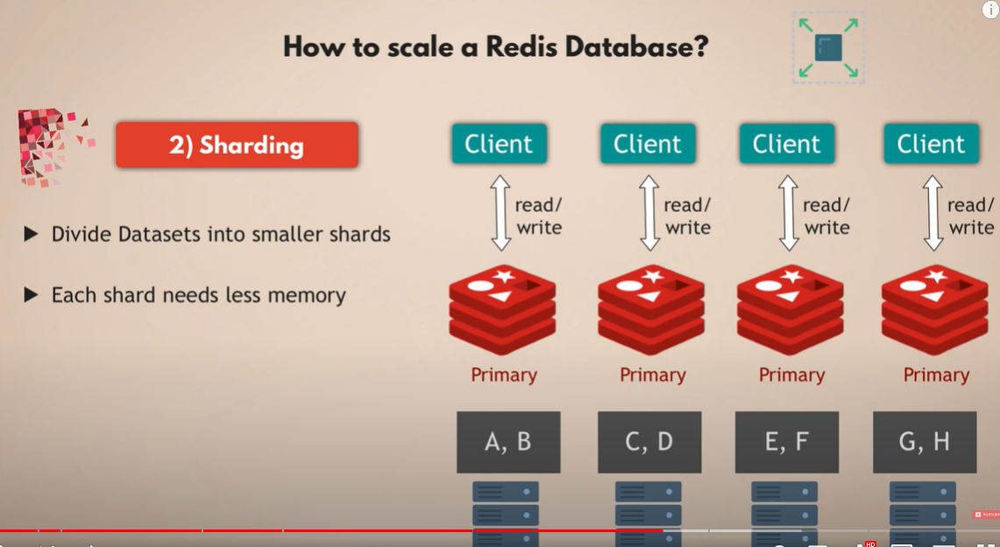 How to scale a Redis Database?
2) Sharding
▶ Divide Datasets into smaller shards
▶ Each shard needs less memory
Client
Client
Client
Client
read/
write
read/
write
read/
write
read/
write
Primary
Primary
Primary
Primary
A, B
C, D
E, F
G, H
HD